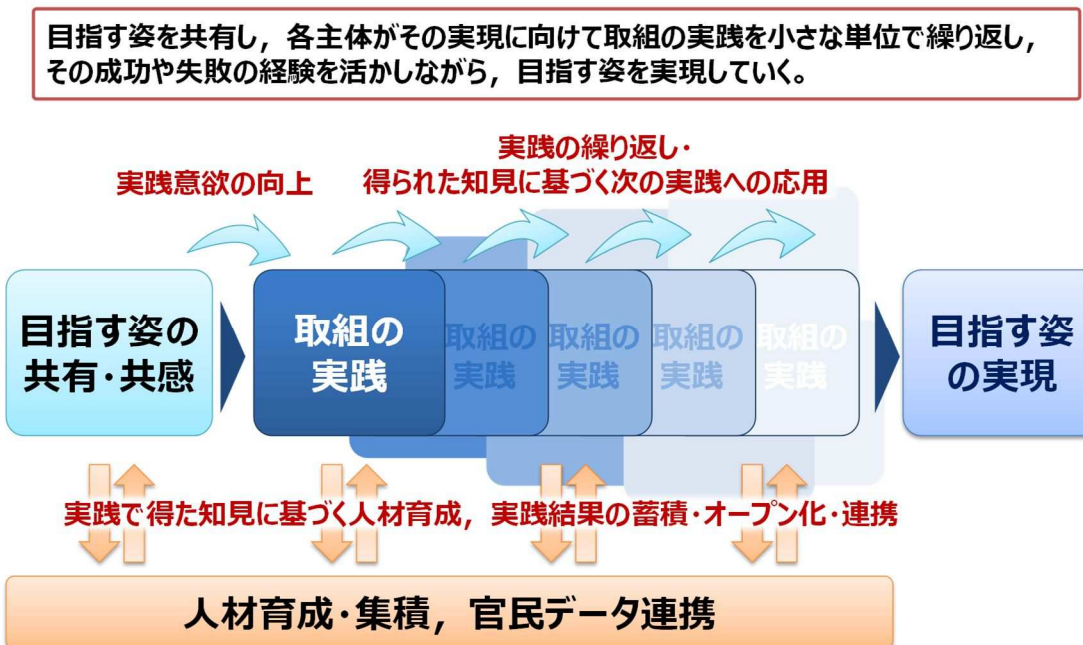 目指す姿を共有し，各主体がその実現に向けて取組の実践を小さな単位で繰り返し，
その成功や失敗の経験を活かしながら，目指す姿を実現していく。
実践意欲の向上
実践の繰り返し・
得られた知見に基づく次の実践への応用
目指す姿の
共有・共感
取組の
実践
取組の
実践
取組の
実践
取組の
実践
取組の
実践
目指す姿
の実現
実践で得た知見に基づく人材育成，実践結果の蓄積・オープン化・連携
人材育成・集積，官民データ連携